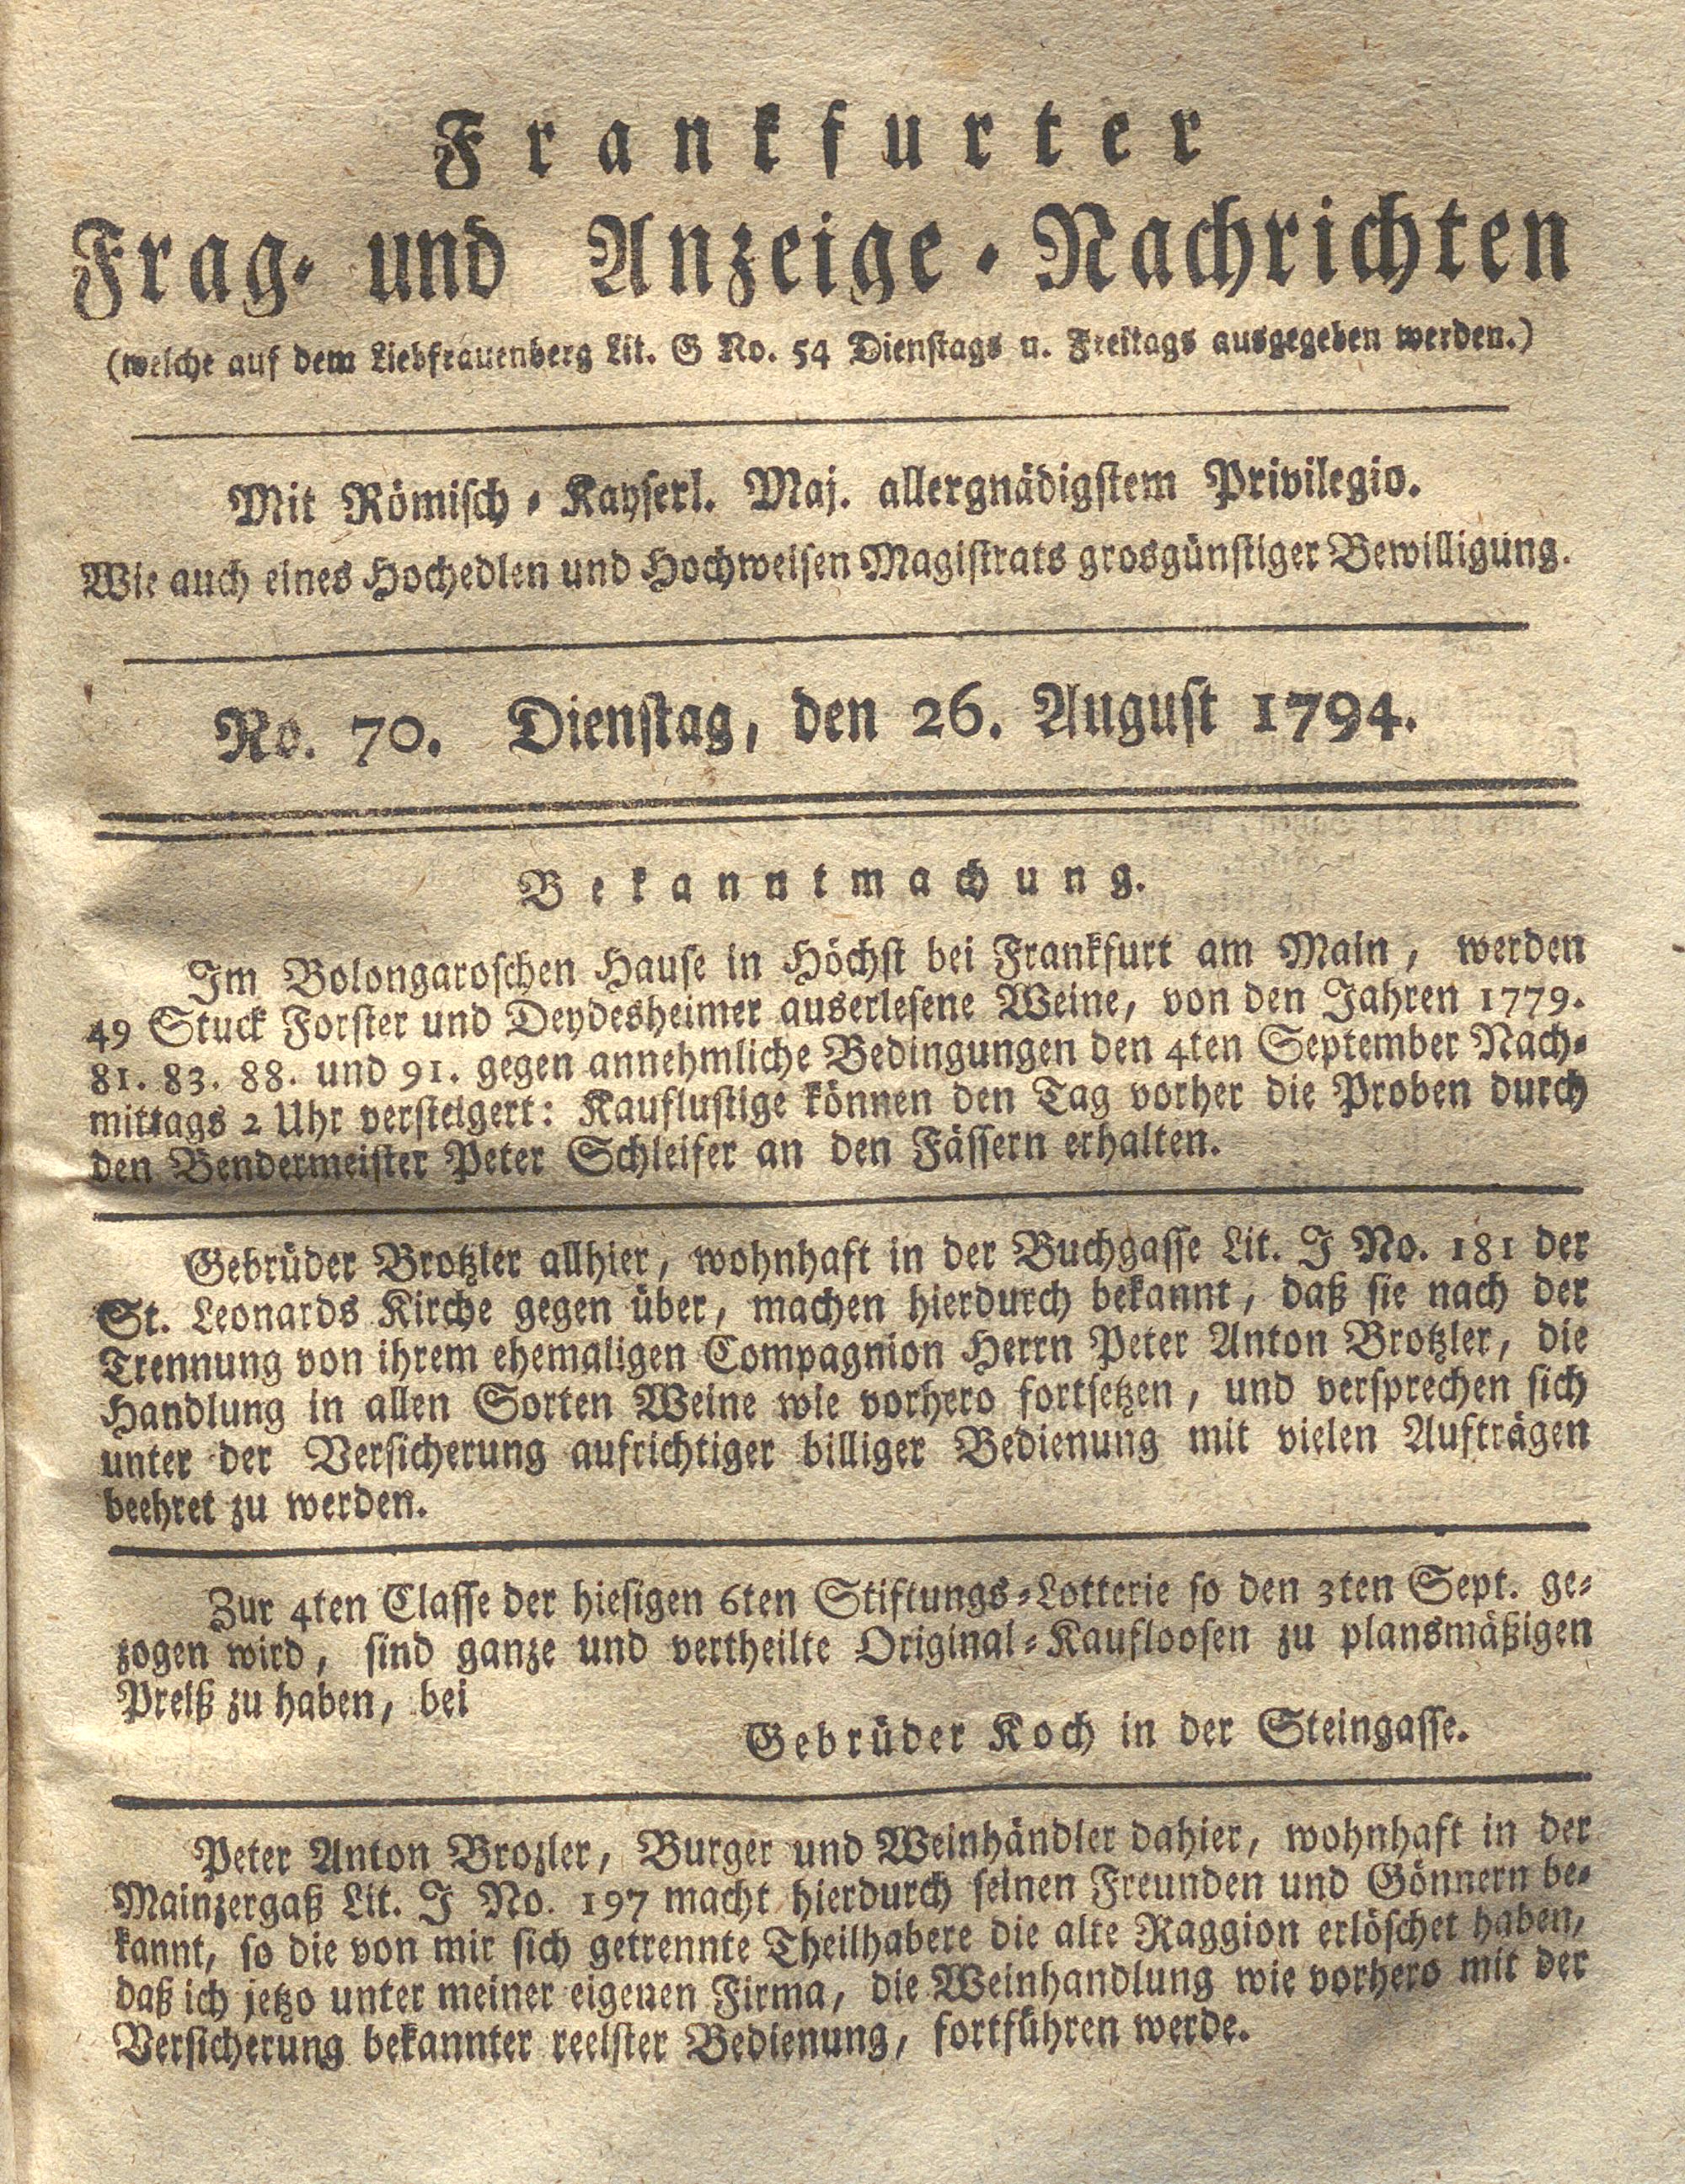 Frankfurter
Frag- und Anzeige-Nachrichten
(welche auf dem Liebfrauenberg Lit. G No. 54 Dienstags u. Freitags ausgegeben werden.)
Mit Römisch-Kayserl. Maj. allergnädigstem Privilegio.
Wie auch eines Hochedlen und Hochweisen Magistrats grosgünstiger Bewilligung.
No. 70. Dienstag, den 26. August 1794.
Bekanntmachung.
Im Bolongaroschen Hause in Höchst bei Frankfurt am Main, werden
49 Stuck Forster und Deydesheimer auserlesene Weine, von den Jahren 1779.
81. 83. 88. und 91. gegen annehmliche Bedingungen den 4ten September Nach-
mittags 2 Uhr versteigert: Kauflustige können den Tag vorher die Proben durch
den Bendermeister Peter Schleifer an den Fässern erhalten.
Gebrüder Brotzler allhier, wohnhaft in der Buchgasse Lit. J No. 181 der
St. Leonards Kirche gegen über, machen hierdurch bekannt, daß sie nach der
Trennung von ihrem ehemaligen Compagnion Herrn Peter Anton Brotzler, die
Handlung in allen Sorten Weine wie vorhero fortsetzen, und versprechen sich
unter der Versicherung aufrichtiger billiger Bedienung mit vielen Aufträgen
beehret zu werden.
Zur 4ten Classe der hiesigen 6ten Stiftungs-Lotterie so den 3ten Sept. ge-
zogen wird, sind ganze und vertheilte Original-Kaufloosen zu plansmäßigen
Preiß zu haben, bei
Gebrüder Koch in der Steingasse.
Peter Anton Brozler, Burger und Weinhändler dahier, wohnhaft in der
Mainzergaß Lit. J No. 197 macht hierdurch seinen Freunden und Gönnern be-
kannt, so die von mir sich getrennte Theilhabere die alte Raggion erlöschet haben,
daß ich jetzo unter meiner eigenen Firma, die Weinhandlung wie vorhero mit der
Versicherung bekannter reelster Bedienung, fortführen werde.